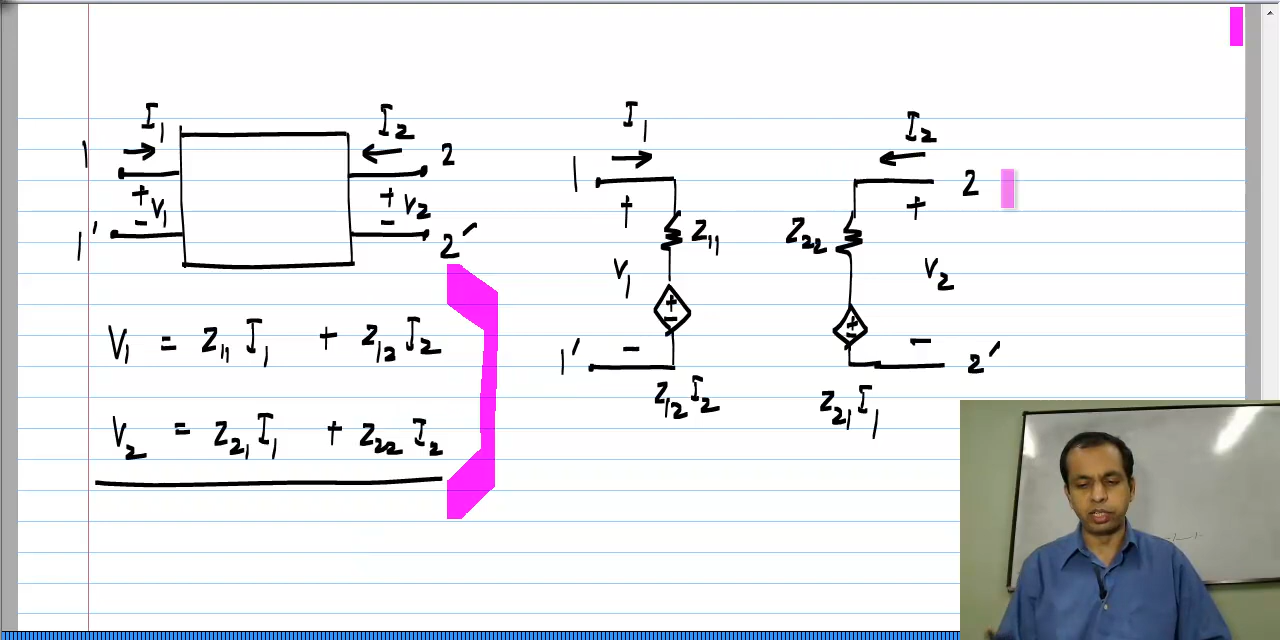 I1 I2
1 2
+ V1 - + V2 -
1' 2'
V1 = Z11 I1 + Z12 I2
V2 = Z21 I1 + Z22 I2
I1 I2
1 2
+ +
Z11 Z22
V1 V2
+ - + -
- -
1' 2'
Z12 I2 Z21 I1